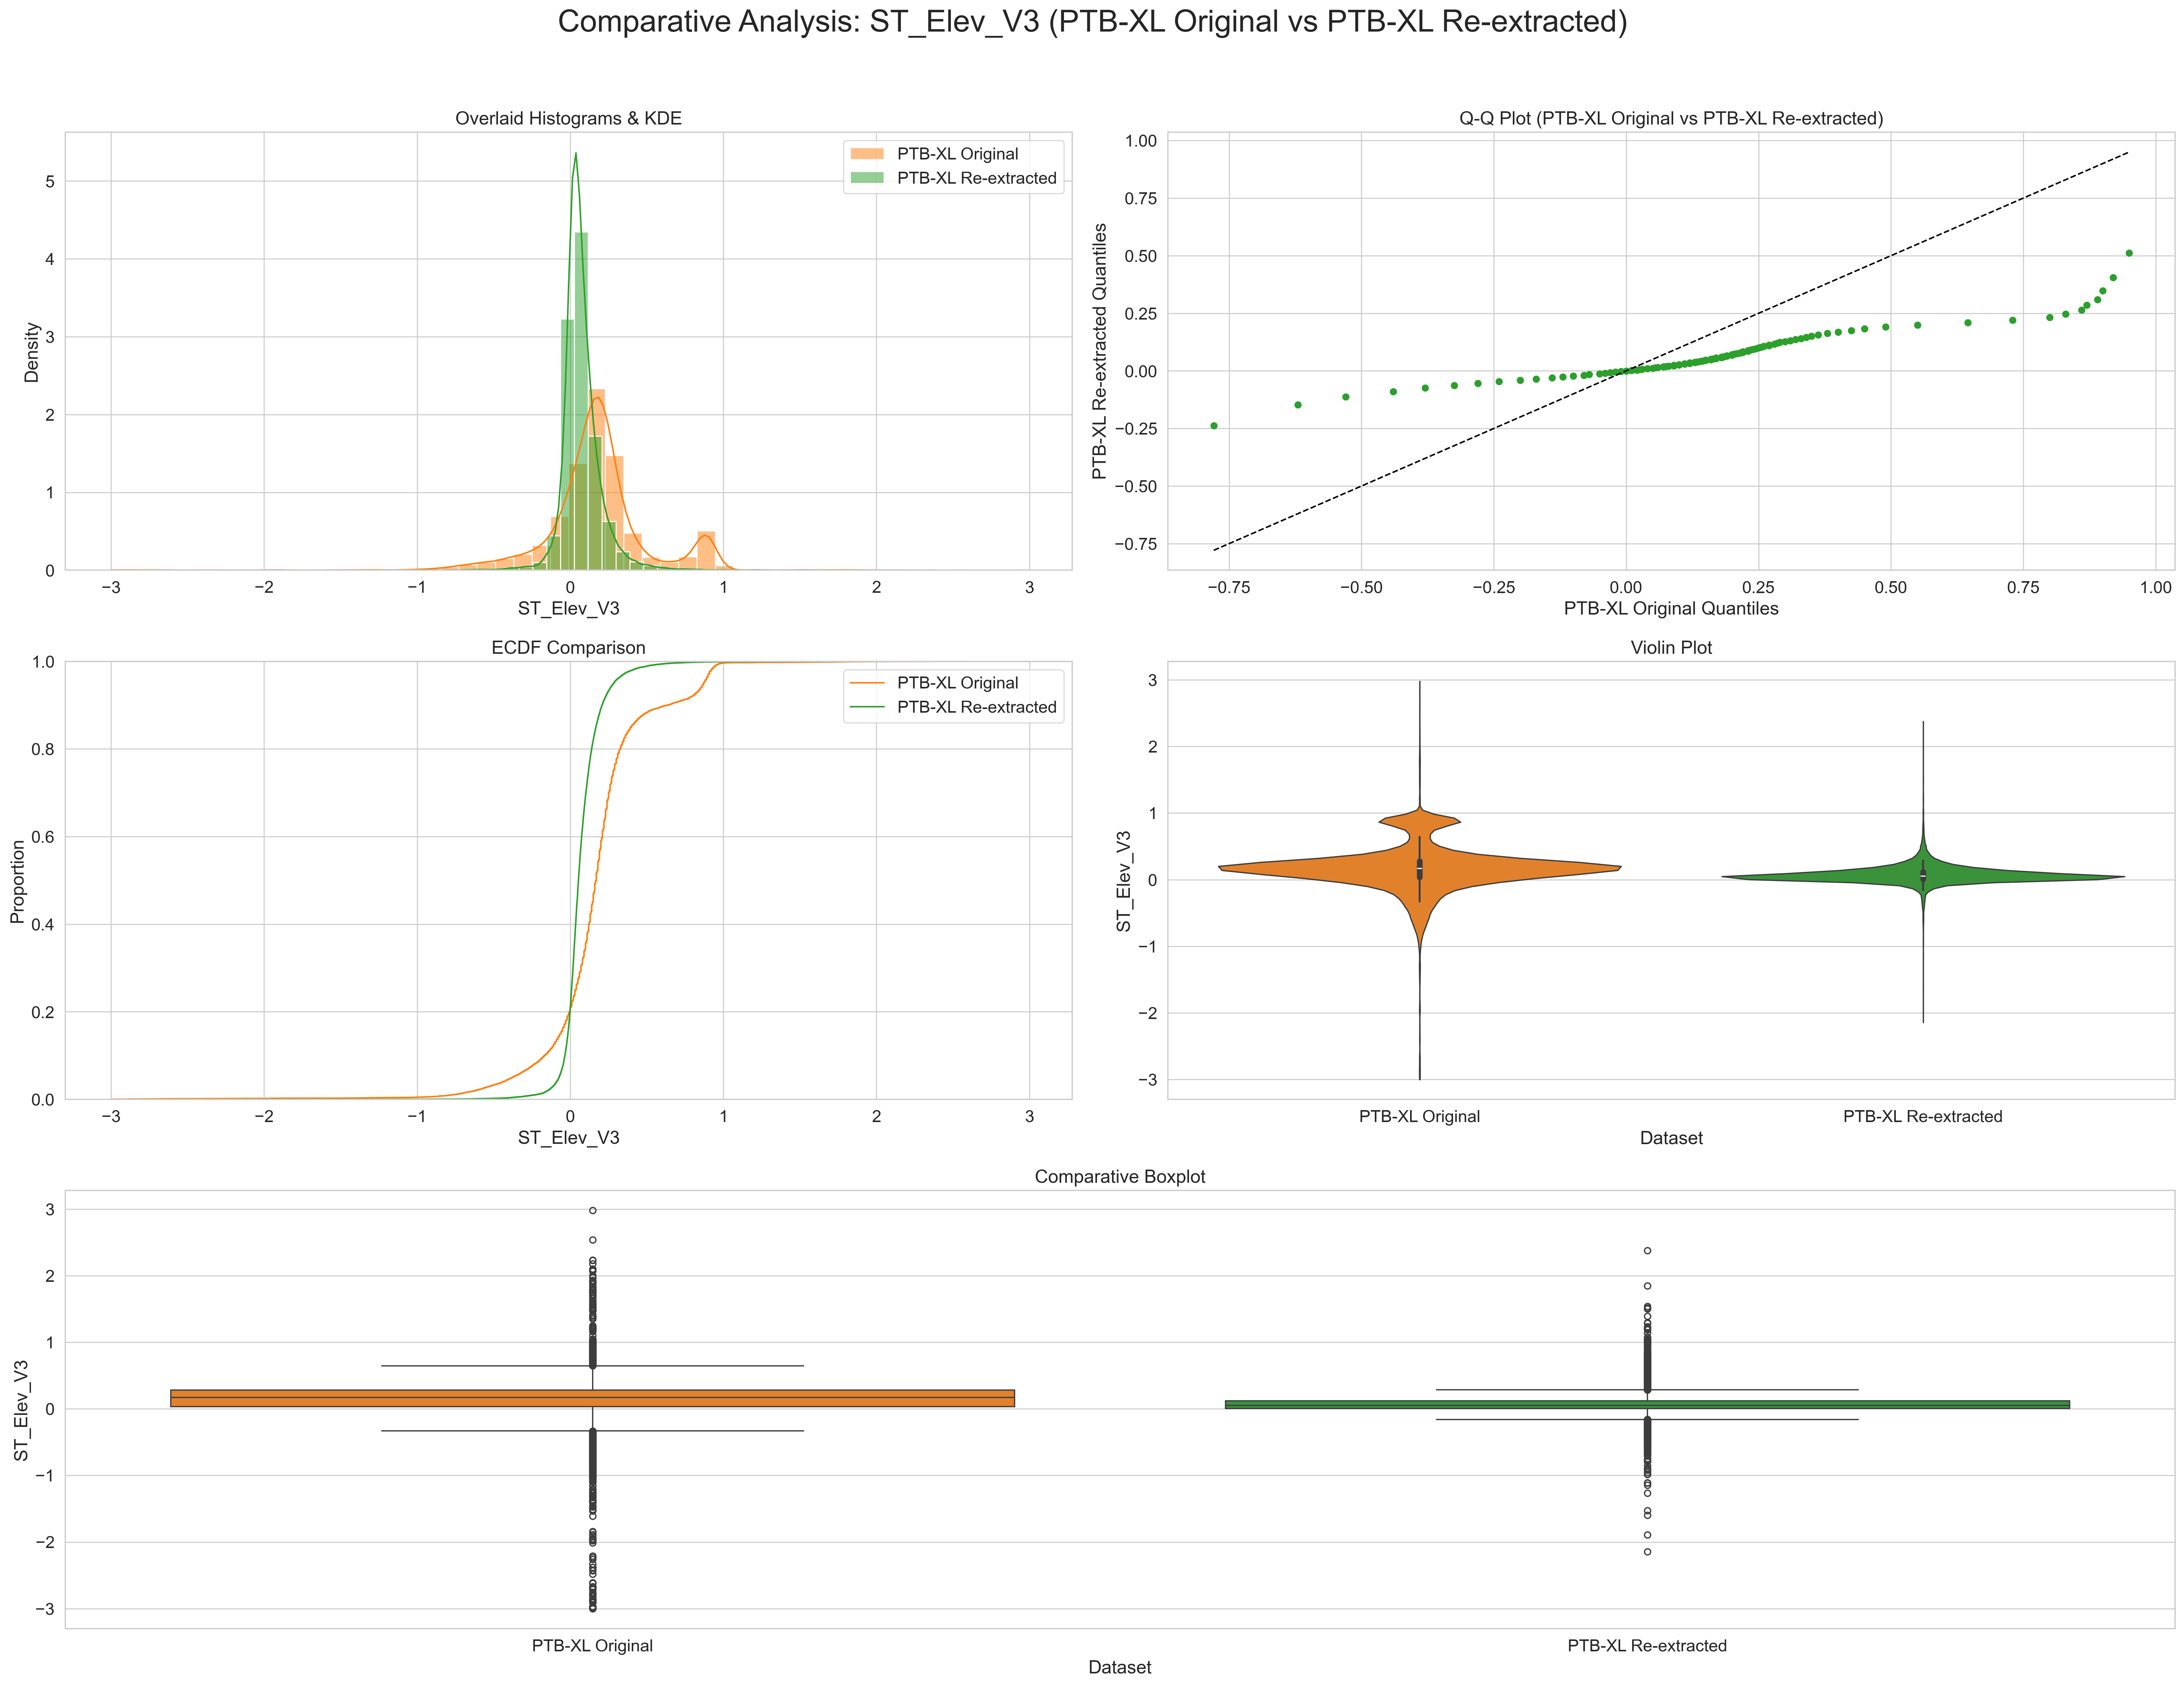 Comparative Analysis: ST_Elev_V3 (PTB-XL Original vs PTB-XL Re-extracted)
Overlaid Histograms & KDE
PTB-XL Original
PTB-XL Re-extracted
Density
5
4
3
2
1
0
−3
−2
−1
0
1
2
3
ST_Elev_V3
Q-Q Plot (PTB-XL Original vs PTB-XL Re-extracted)
PTB-XL Re-extracted Quantiles
1.00
0.75
0.50
0.25
0.00
−0.25
−0.50
−0.75
−0.75
−0.50
−0.25
0.00
0.25
0.50
0.75
1.00
PTB-XL Original Quantiles
ECDF Comparison
PTB-XL Original
PTB-XL Re-extracted
Proportion
1.0
0.8
0.6
0.4
0.2
0.0
−3
−2
−1
0
1
2
3
ST_Elev_V3
Violin Plot
ST_Elev_V3
3
2
1
0
−1
−2
−3
PTB-XL Original
PTB-XL Re-extracted
Dataset
Comparative Boxplot
ST_Elev_V3
3
2
1
0
−1
−2
−3
PTB-XL Original
PTB-XL Re-extracted
Dataset